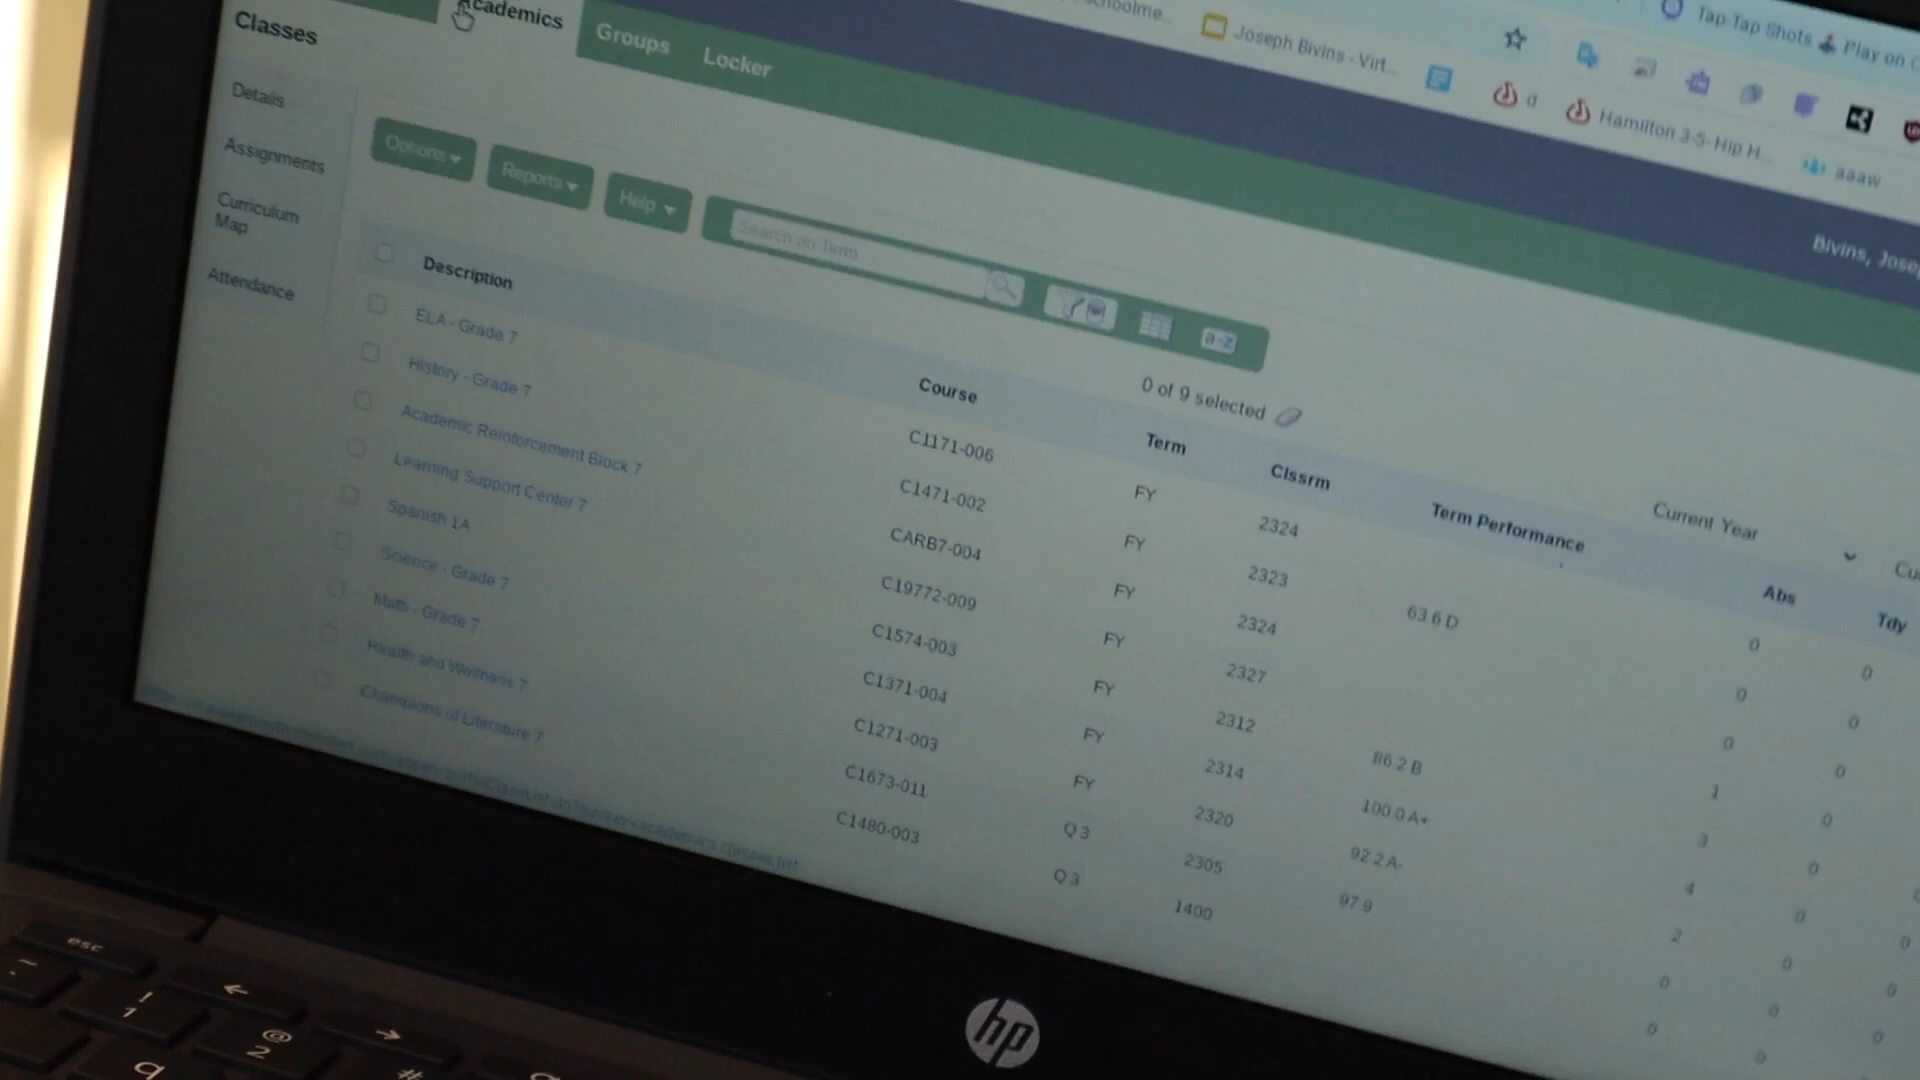 Tap Tap Shots Play on
Joseph Bivins - Virt...
d
Hamilton 3-5- Hip H...
aaaw
Academics
Groups
Locker
Classes
Bivins,
Details
Assignments
Curriculum
Map
Attendance
Options
Reports
Help
Search on Term
a-z
0 of 9 selected
Current Year
Description Course Term Clssrm Term Performance Abs Tdy
ELA - Grade 7 C1171-006 FY 2324 0 0
History - Grade 7 C1471-002 FY 2323 63.6 D 0 0
Academic Reinforcement Block 7 CARB7-004 FY 2324 0 0
Learning Support Center 7 C19772-009 FY 2327 1 0
Spanish 1A C1574-003 FY 2312 86.2 B 3 0
Science - Grade 7 C1371-004 FY 2314 100.0 A+ 4 0
Math - Grade 7 C1271-003 FY 2320 92.2 A- 2 0
Health and Wellness 7 C1673-011 Q3 2305 97.9 0 0
Champions of Literature 7 C1480-003 Q3 1400 0 0
hp
esc
~
!
1
@
2
#
q